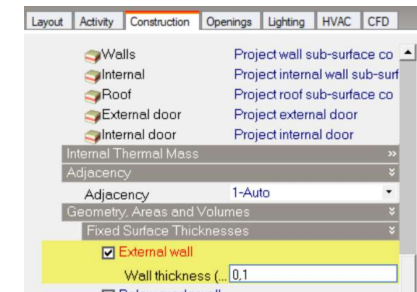 Layout Activity Construction Openings Lighting HVAC CFD
Walls Project wall sub-surface co
Internal Project internal wall sub-surf
Roof Project roof sub-surface co
External door Project external door
Internal door Project internal door
Internal Thermal Mass »
Adjacency
Adjacency 1-Auto
Geometry, Areas and Volumes
Fixed Surface Thicknesses
External wall
Wall thickness (... 0,1